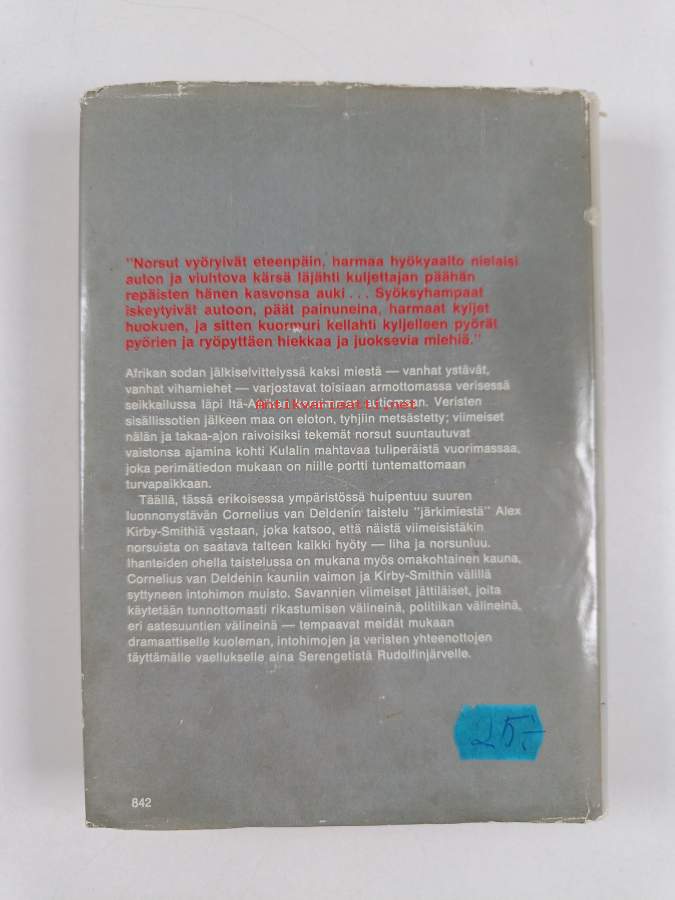 "Norsut vyöryivät eteenpäin, harmaa hyökyaalto nielaisi
auton ja viuhtova kärsä läjähti kuljettajan päähän
repäisten hänen kasvonsa auki... Syöksyhampaat
iskeytyivät autoon, päät painuneina, harmaat kyljet
huokuen, ja sitten kuormuri kellahti kyljelleen pyörät
pyörien ja ryöpyttäen hiekkaa ja juoksevia miehiä."
Afrikan sodan jälkiselvittelyssä kaksi miestä — vanhat ystävät,
vanhat vihamiehet — varjostavat toisiaan armottomassa verisessä
seikkailussa läpi Itä-Afrikan
Antikvariaatti.net
Veristen
sisällissotien jälkeen maa on eloton, tyhjiin metsästetty; viimeiset
nälän ja takaa-ajon raivoisiksi tekemät norsut suuntautuvat
vaistonsa ajamina kohti Kulalin mahtavaa tuliperäistä vuorimassaa,
joka perimätiedon mukaan on niille portti tuntemattomaan
turvapaikkaan.
Täällä, tässä erikoisessa ympäristössä huipentuu suuren
luonnonystävän Cornelius van Deldenin taistelu "järkimiestä" Alex
Kirby-Smithiä vastaan, joka katsoo, että näistä viimeisistäkin
norsuista on saatava talteen kaikki hyöty — liha ja norsunluu.
Ihanteiden ohella taistelussa on mukana myös omakohtainen kauna,
Cornelius van Deldenin kauniin vaimon ja Kirby-Smithin välillä
syttyneen intohimon muisto. Savannien viimeiset jättiläiset, joita
käytetään tunnottomasti rikastumisen välineinä, politiikan välineinä,
eri aatesuuntien välineinä — tempaavat meidät mukaan
dramaattiselle kuoleman, intohimojen ja veristen yhteenottojen
täyttämälle vaellukselle aina Serengetistä Rudolfinjärvelle.
25:-
842